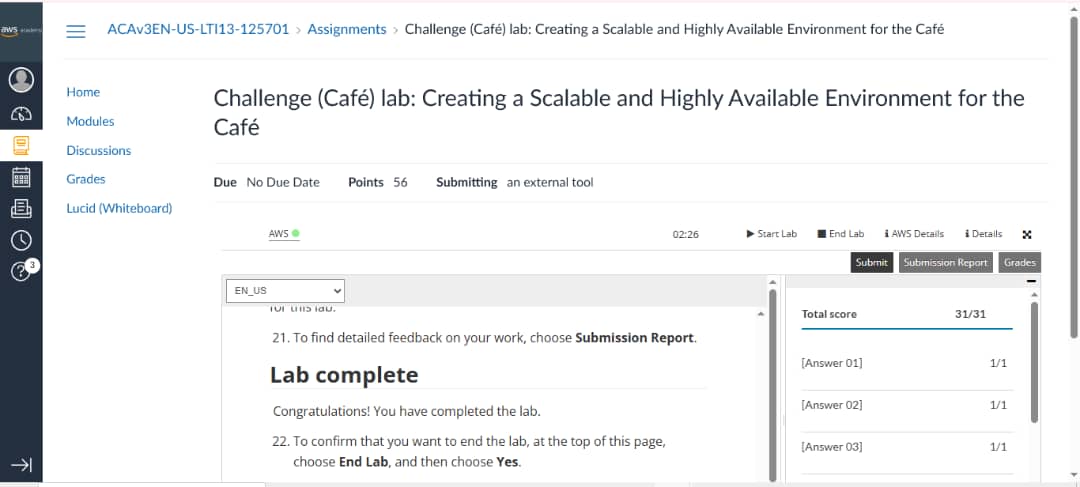 aws
ACAv3EN-US-LTI13-125701 > Assignments > Challenge (Café) lab: Creating a Scalable and Highly Available Environment for the Café
Home
Modules
Discussions
Grades
Lucid (Whiteboard)
3
Challenge (Café) lab: Creating a Scalable and Highly Available Environment for the
Café
Due No Due Date Points 56 Submitting an external tool
AWS 02:26 Start Lab End Lab AWS Details Details
Submit Submission Report Grades
EN_US
for this lab.
21. To find detailed feedback on your work, choose Submission Report.
Lab complete
Congratulations! You have completed the lab.
22. To confirm that you want to end the lab, at the top of this page,
choose End Lab, and then choose Yes.
Total score 31/31
[Answer 01] 1/1
[Answer 02] 1/1
[Answer 03] 1/1